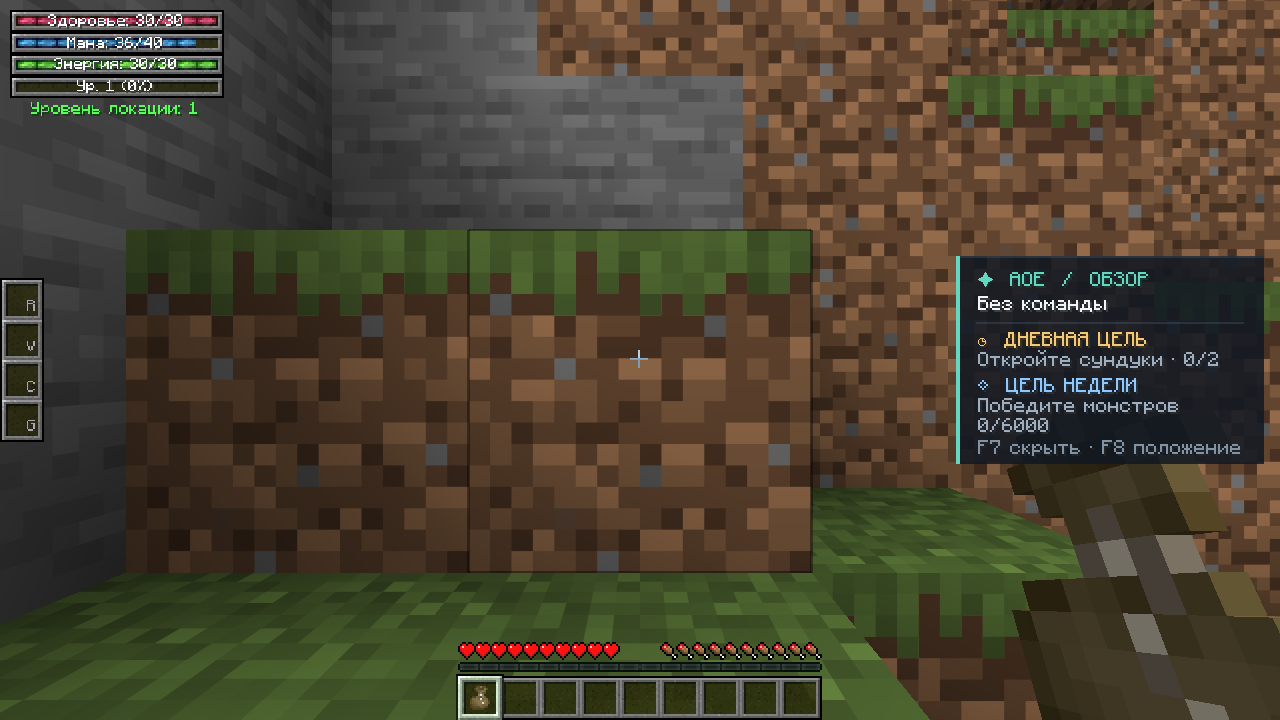 Здоровье: 30/30
Мана: 36/40
Энергия: 30/30
Ур. 1 (0%)
Уровень локации: 1
R
V
C
G
AOE / ОБЗОР
Без команды
ДНЕВНАЯ ЦЕЛЬ
Откройте сундуки · 0/2
ЦЕЛЬ НЕДЕЛИ
Победите монстров
0/6000
F7 скрыть · F8 положение